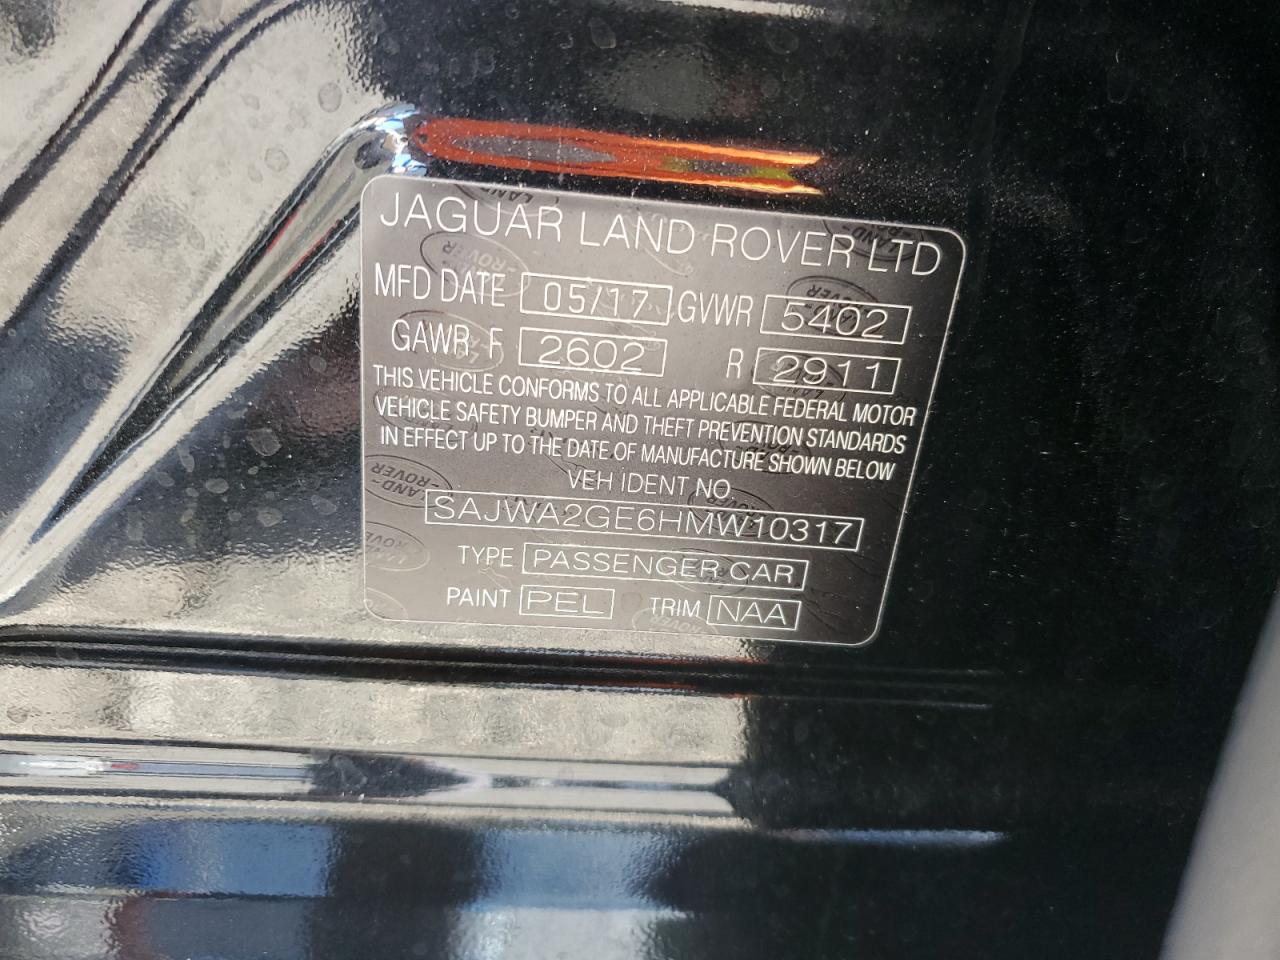 JAGUAR LAND ROVER LTD
MFD DATE 05/17 GVWR 5402
GAWR F 2602 R 2911
THIS VEHICLE CONFORMS TO ALL APPLICABLE FEDERAL MOTOR
VEHICLE SAFETY BUMPER AND THEFT PREVENTION STANDARDS
IN EFFECT UP TO THE DATE OF MANUFACTURE SHOWN BELOW
VEH IDENT NO
SAJWA2GE6HMW10317
TYPE PASSENGER CAR
PAINT PEL TRIM NAA